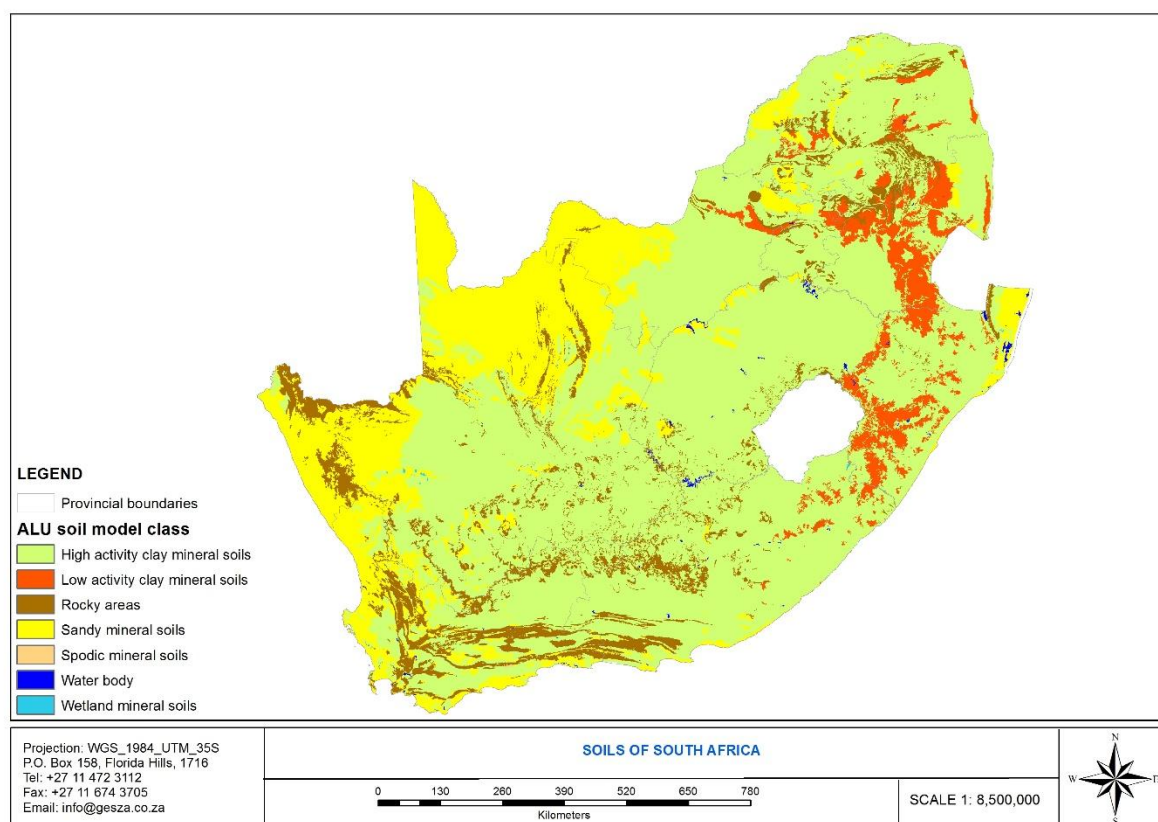 LEGEND
Provincial boundaries
ALU soil model class
High activity clay mineral soils
Low activity clay mineral soils
Rocky areas
Sandy mineral soils
Spodic mineral soils
Water body
Wetland mineral soils
Projection: WGS_1984_UTM_35S
P.O. Box 158, Florida Hills, 1716
Tel: +27 11 472 3112
Fax: +27 11 674 3705
Email: info@gesza.co.za
SOILS OF SOUTH AFRICA
0 130 260 390 520 650 780
Kilometers
SCALE 1: 8,500,000
N
W E
S